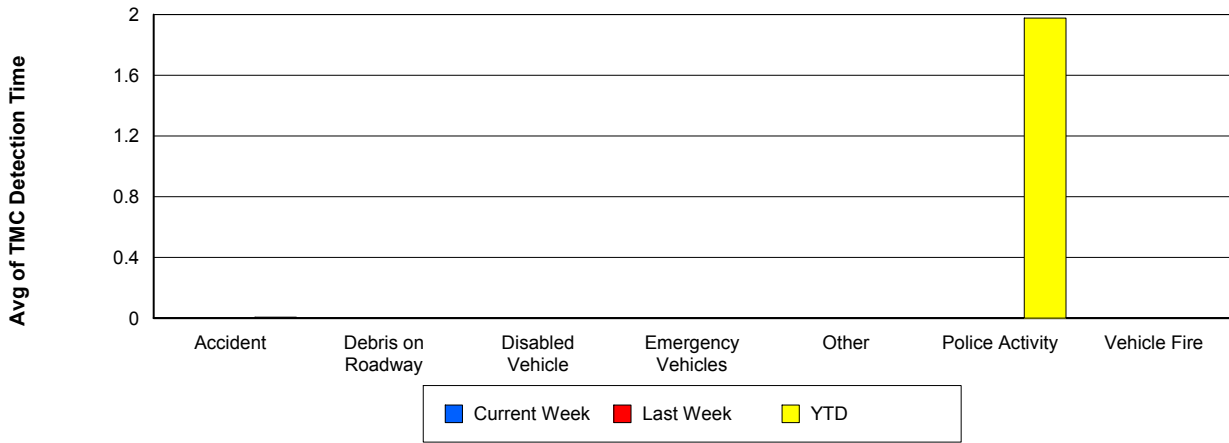 Avg of TMC Detection Time
2
1.6
1.2
0.8
0.4
0
Accident
Debris on
Roadway
Disabled
Vehicle
Emergency
Vehicles
Other
Police Activity
Vehicle Fire
Current Week Last Week YTD